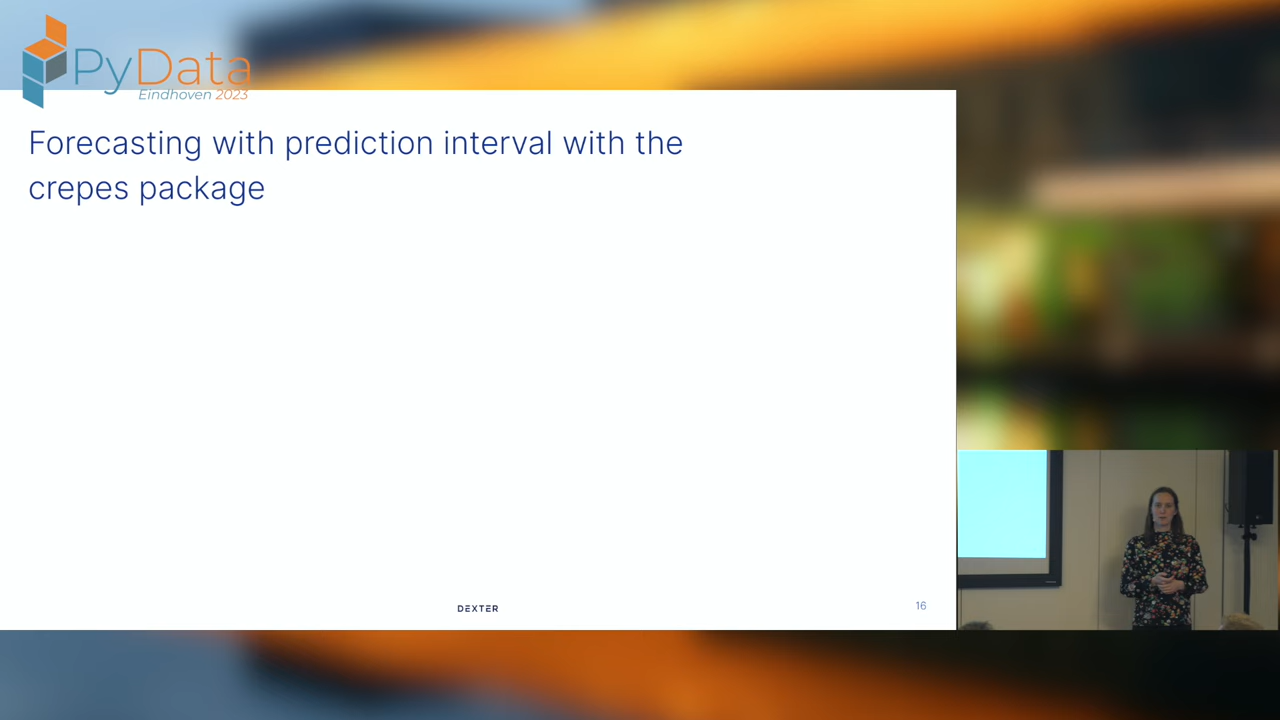 PyData
Eindhoven 2023
Forecasting with prediction interval with the
crepes package
DEXTER
16